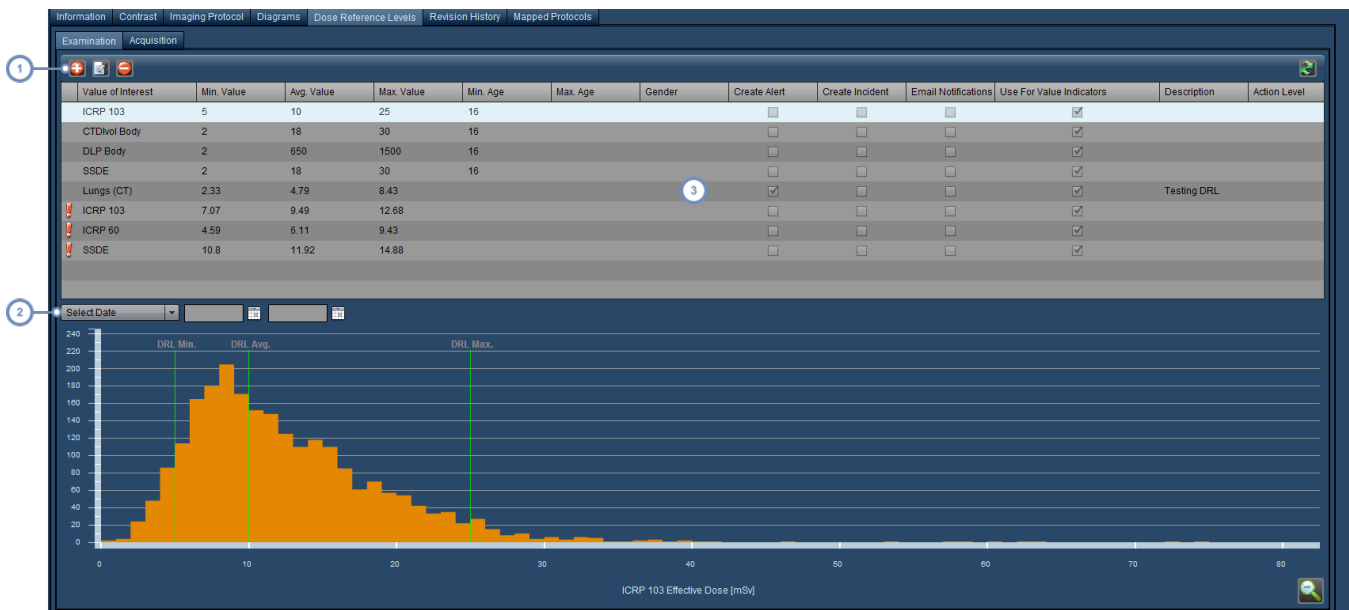 Information Contrast Imaging Protocol Diagrams Dose Reference Levels Revision History Mapped Protocols
Examination Acquisition
1
Value of Interest Min. Value Avg. Value Max. Value Min. Age Max. Age Gender Create Alert Create Incident Email Notifications Use For Value Indicators Description Action Level
ICRP 103 5 10 25 16
CTDIvol Body 2 18 30 16
DLP Body 2 650 1500 16
SSDE 2 18 30 16
Lungs (CT) 2.33 4.79 8.43 3 Testing DRL
ICRP 103 7.07 9.49 12.68
ICRP 60 4.59 6.11 9.43
SSDE 10.8 11.92 14.88
2 Select Date
240
DRL Min. DRL Avg. DRL Max.
220
200
180
160
140
120
100
80
60
40
20
0
0 10 20 30 40 50 60 70 80
ICRP 103 Effective Dose [mSv]